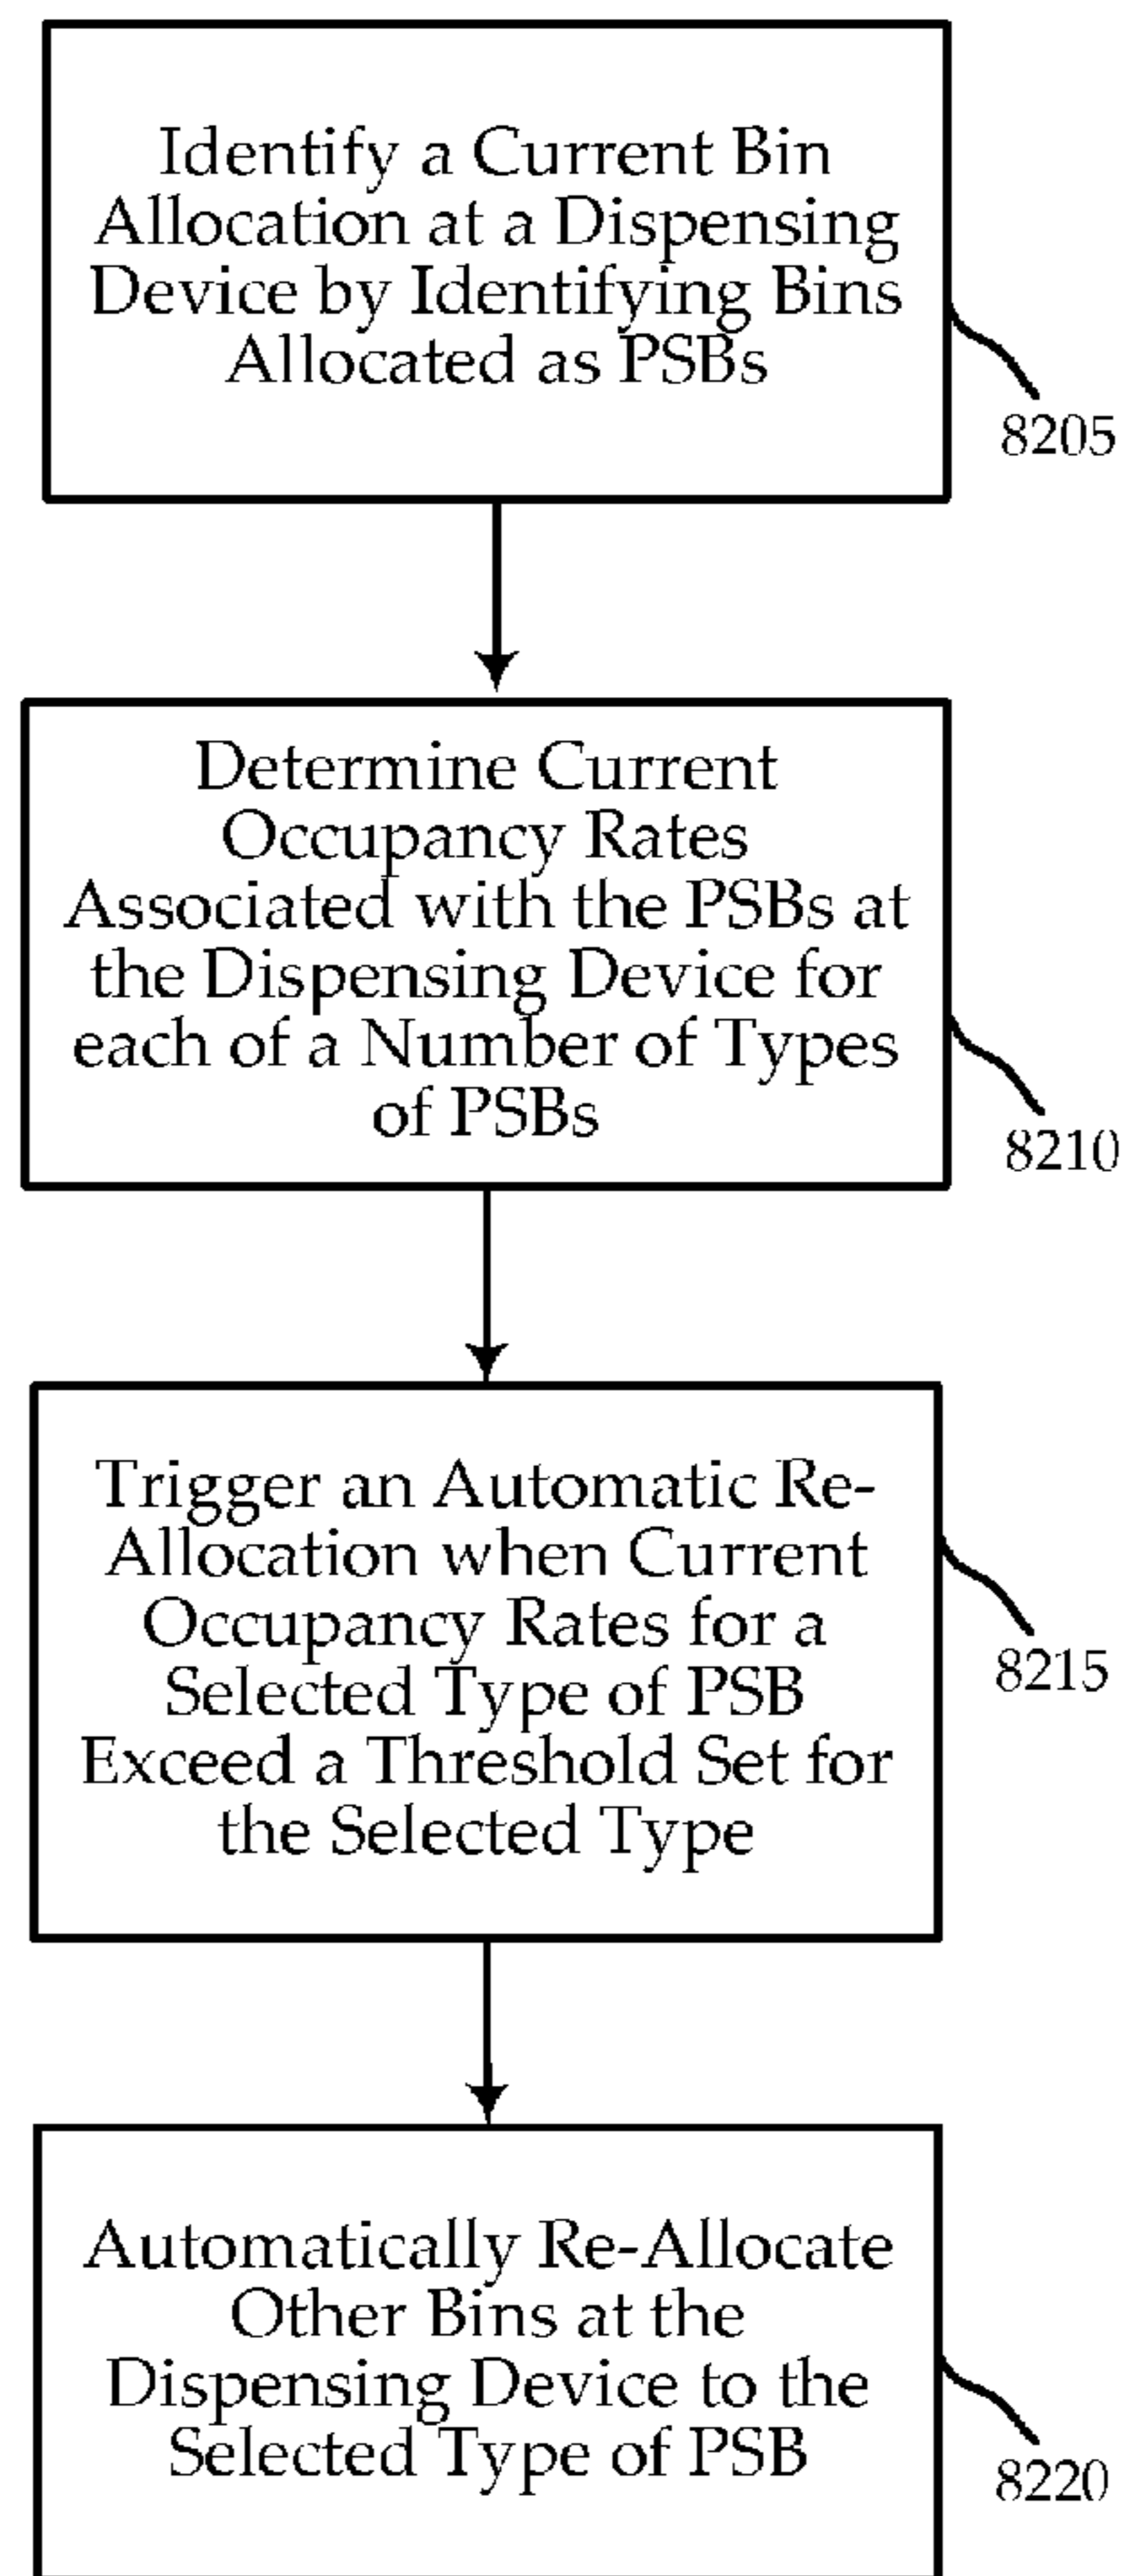 Identify a Current Bin
Allocation at a Dispensing
Device by Identifying Bins
Allocated as PSBs
8205
Determine Current
Occupancy Rates
Associated with the PSBs at
the Dispensing Device for
each of a Number of Types
of PSBs
8210
Trigger an Automatic Re-
Allocation when Current
Occupancy Rates for a
Selected Type of PSB
Exceed a Threshold Set for
the Selected Type
8215
Automatically Re-Allocate
Other Bins at the
Dispensing Device to the
Selected Type of PSB
8220